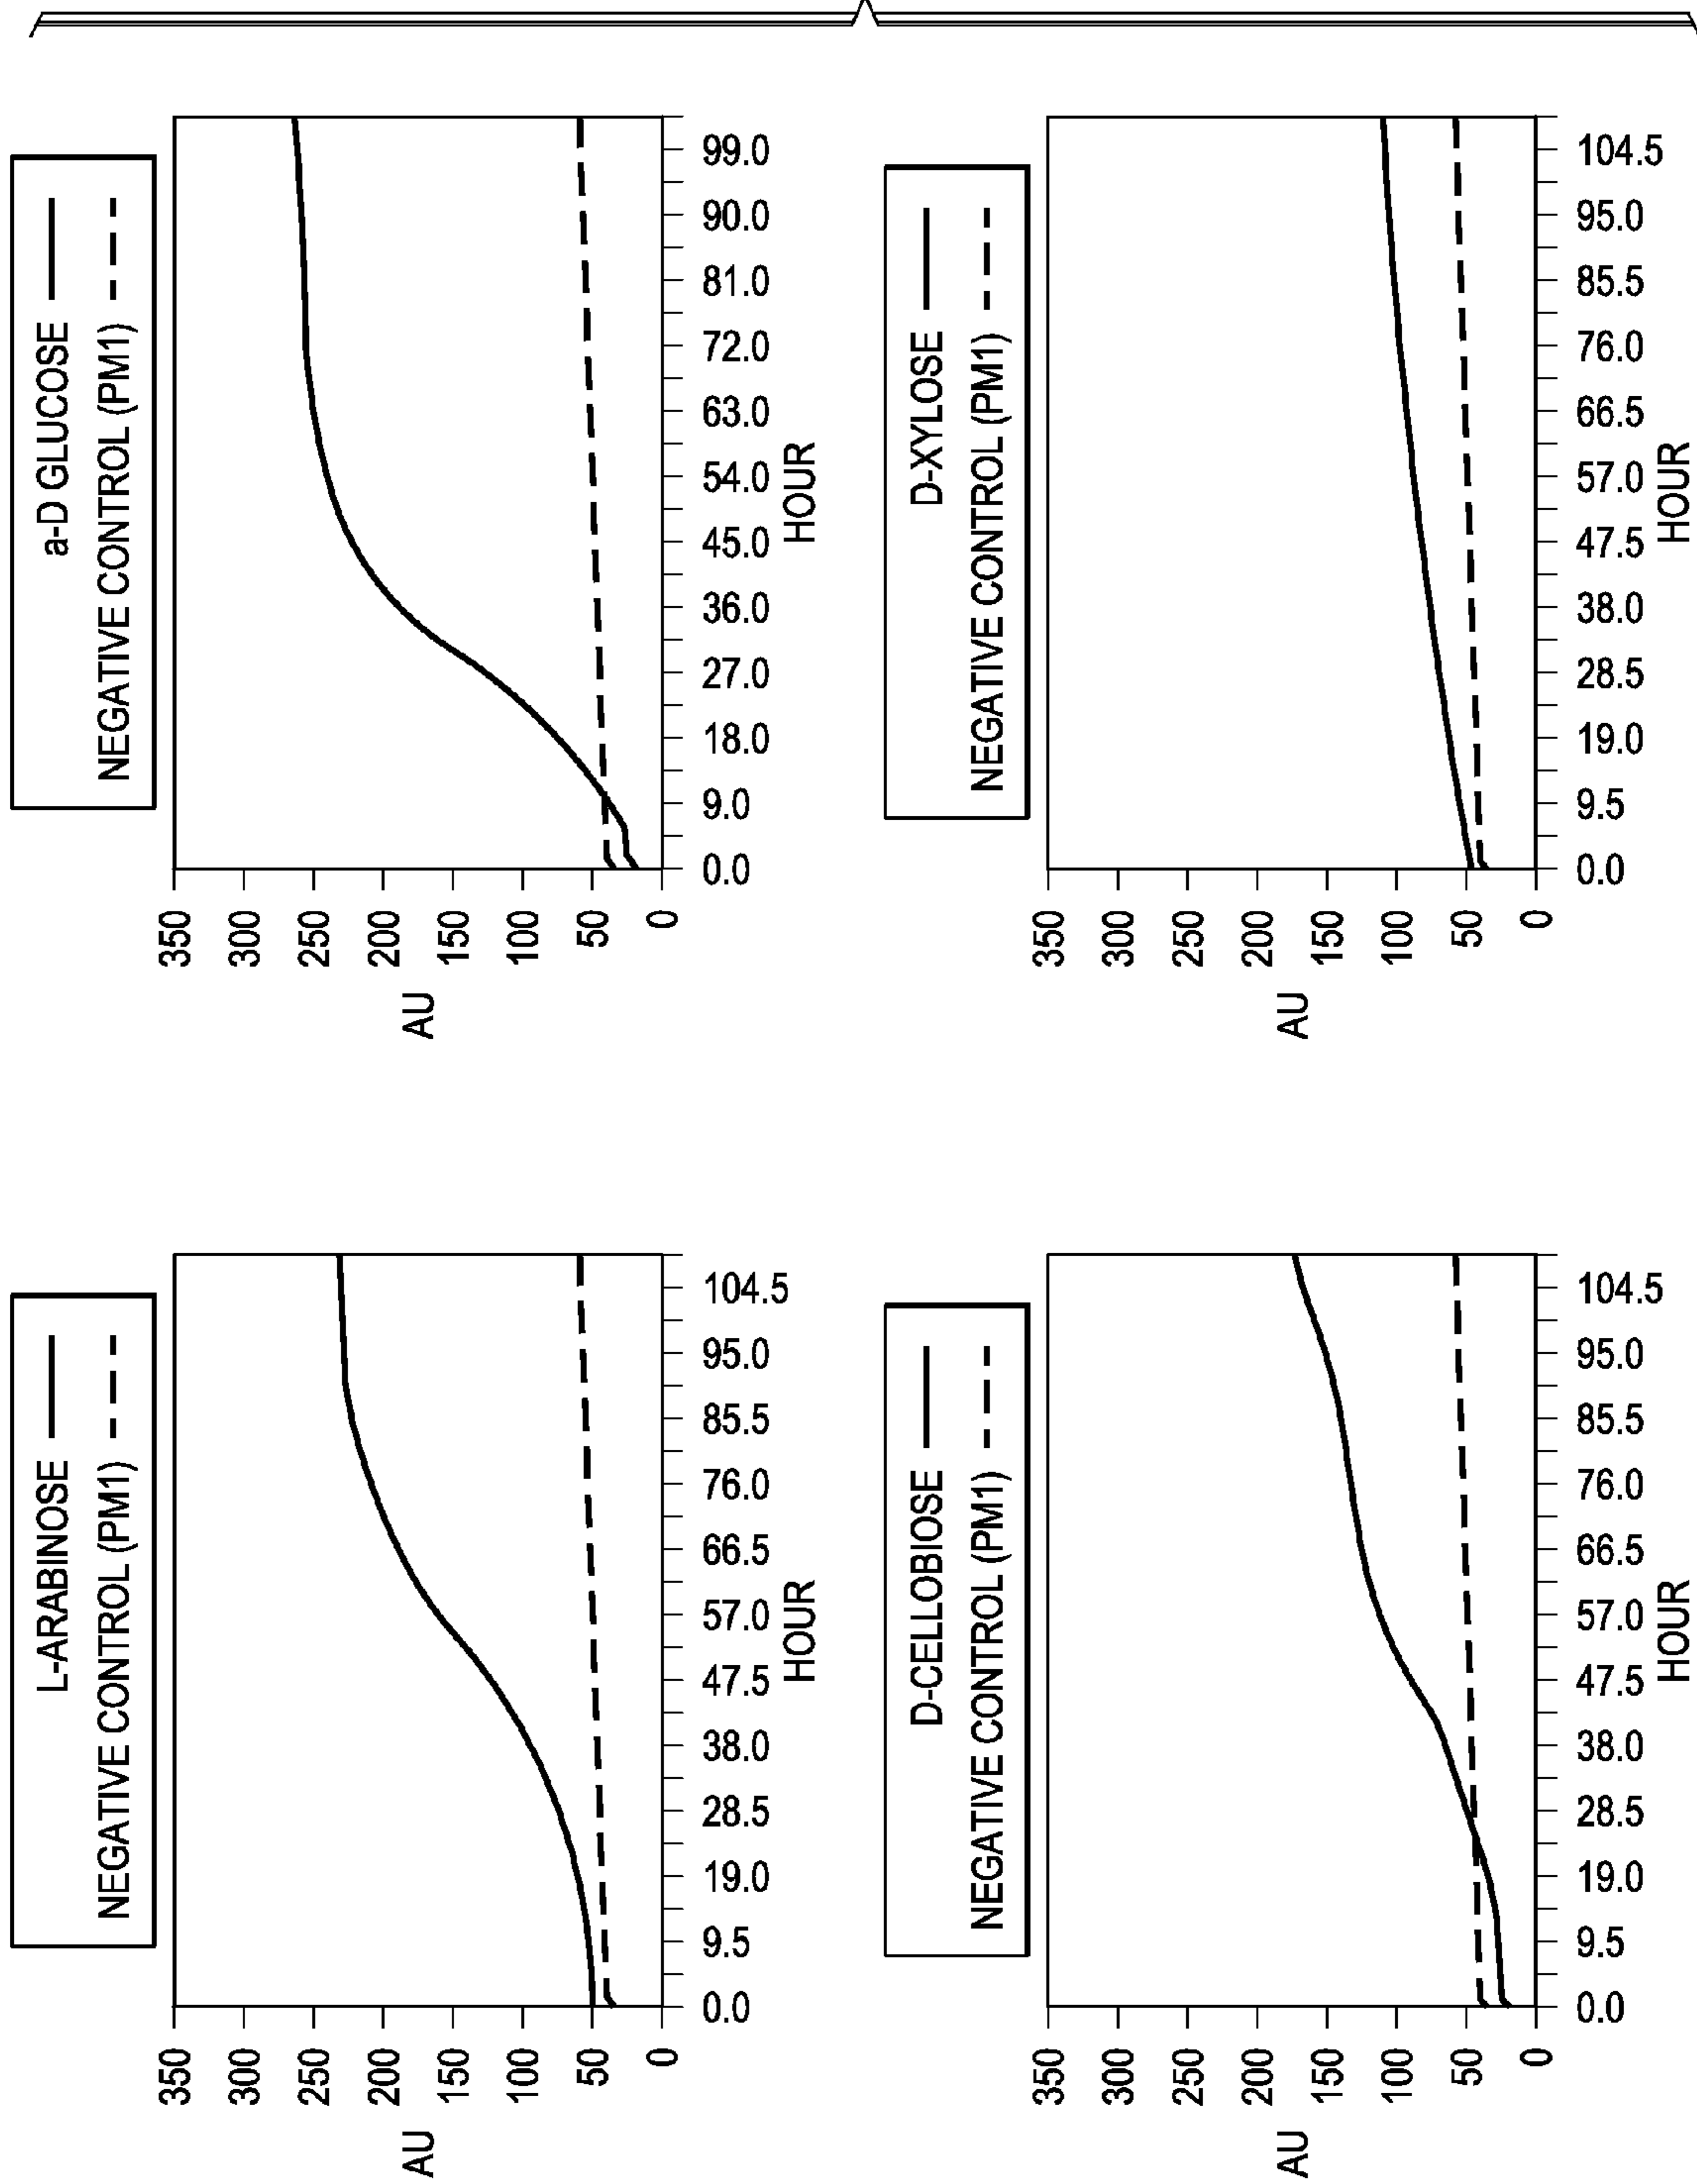 L-ARABINOSE
NEGATIVE CONTROL (PM1)
AU
350
300
250
200
150
100
50
0
0.0 9.5 19.0 28.5 38.0 47.5 57.0 66.5 76.0 85.5 95.0 104.5
HOUR
a-D GLUCOSE
NEGATIVE CONTROL (PM1)
AU
350
300
250
200
150
100
50
0
0.0 9.0 18.0 27.0 36.0 45.0 54.0 63.0 72.0 81.0 90.0 99.0
HOUR
D-CELLOBIOSE
NEGATIVE CONTROL (PM1)
AU
350
300
250
200
150
100
50
0
0.0 9.5 19.0 28.5 38.0 47.5 57.0 66.5 76.0 85.5 95.0 104.5
HOUR
D-XYLOSE
NEGATIVE CONTROL (PM1)
AU
350
300
250
200
150
100
50
0
0.0 9.5 19.0 28.5 38.0 47.5 57.0 66.5 76.0 85.5 95.0 104.5
HOUR